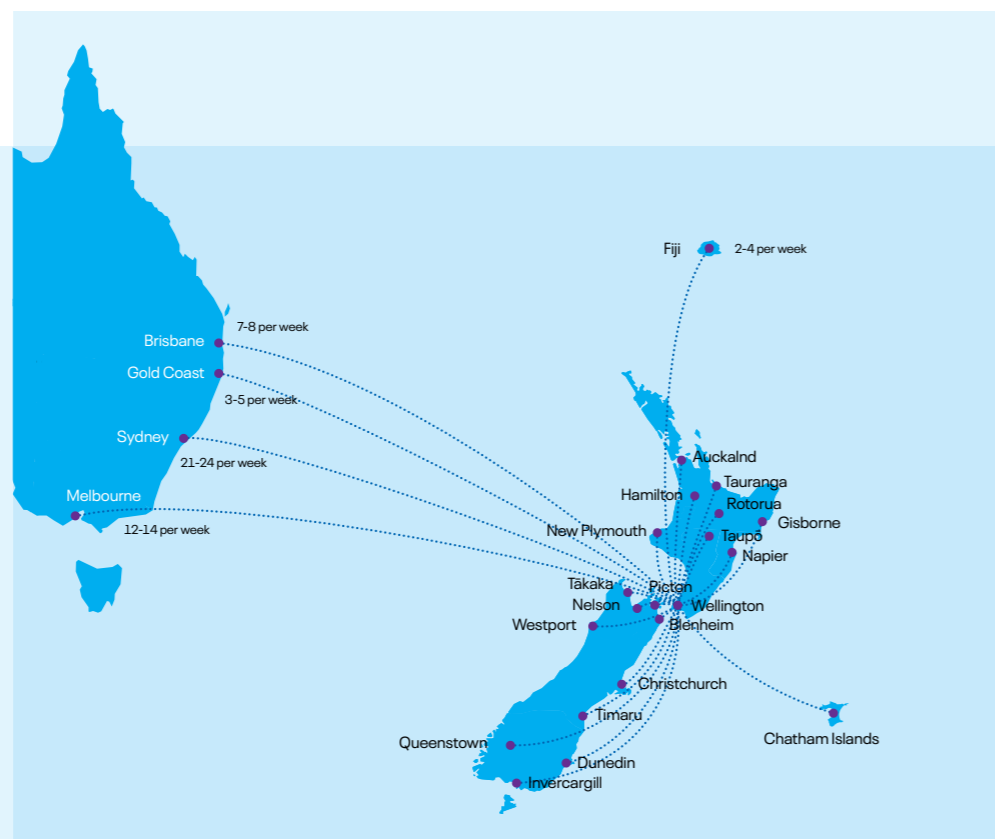 Fiji
2-4 per week
7-8 per week
Brisbane
Gold Coast
3-5 per week
Sydney
21-24 per week
Melbourne
12-14 per week
Auckalnd
Tauranga
Hamilton
Rotorua
Gisborne
New Plymouth
Taupō
Napier
Tākaka
Picton
Nelson
Wellington
Westport
Blenheim
Christchurch
Timaru
Chatham Islands
Queenstown
Dunedin
Invercargill